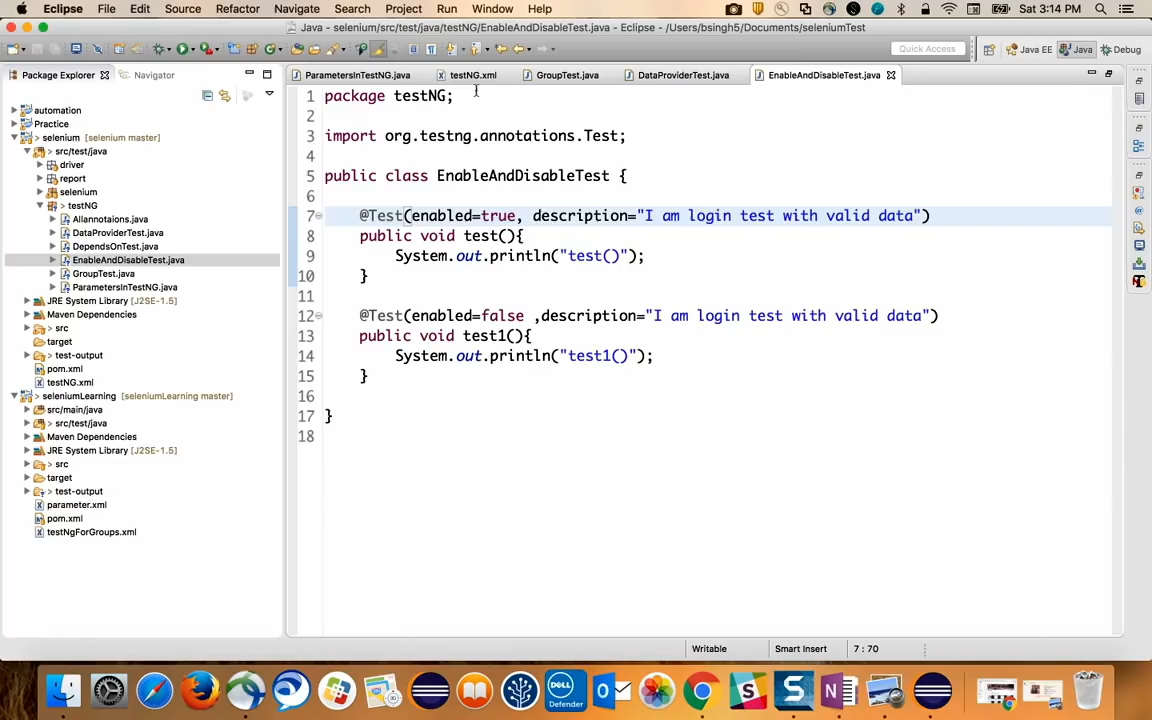 Eclipse File Edit Source Refactor Navigate Search Project Run Window Help Sat 3:14 PM
Java - selenium/src/test/java/testNG/EnableAndDisableTest.java - Eclipse - /Users/bsingh5/Documents/seleniumTest
Quick Access Java EE Java Debug
Package Explorer Navigator
ParametersInTestNG.java testNG.xml GroupTest.java DataProviderTest.java EnableAndDisableTest.java
automation
Practice
> selenium [selenium master]
> src/test/java
driver
report
> selenium
> testNG
> Allannotaions.java
> DataProviderTest.java
> DependsOnTest.java
> EnableAndDisableTest.java
> GroupTest.java
> ParametersInTestNG.java
JRE System Library [J2SE-1.5]
Maven Dependencies
> src
target
> test-output
pom.xml
> testNG.xml
> seleniumLearning [seleniumLearning master]
src/main/java
> src/test/java
Maven Dependencies
JRE System Library [J2SE-1.5]
> src
target
> test-output
parameter.xml
pom.xml
testNgForGroups.xml
1 package testNG;
2
3 import org.testng.annotations.Test;
4
5 public class EnableAndDisableTest {
6
7 @Test(enabled=true, description="I am login test with valid data")
8 public void test(){
9 System.out.println("test()");
10 }
11
12 @Test(enabled=false ,description="I am login test with valid data")
13 public void test1(){
14 System.out.println("test1()");
15 }
16
17 }
18
Writable Smart Insert 7 : 70
DELL
Defender